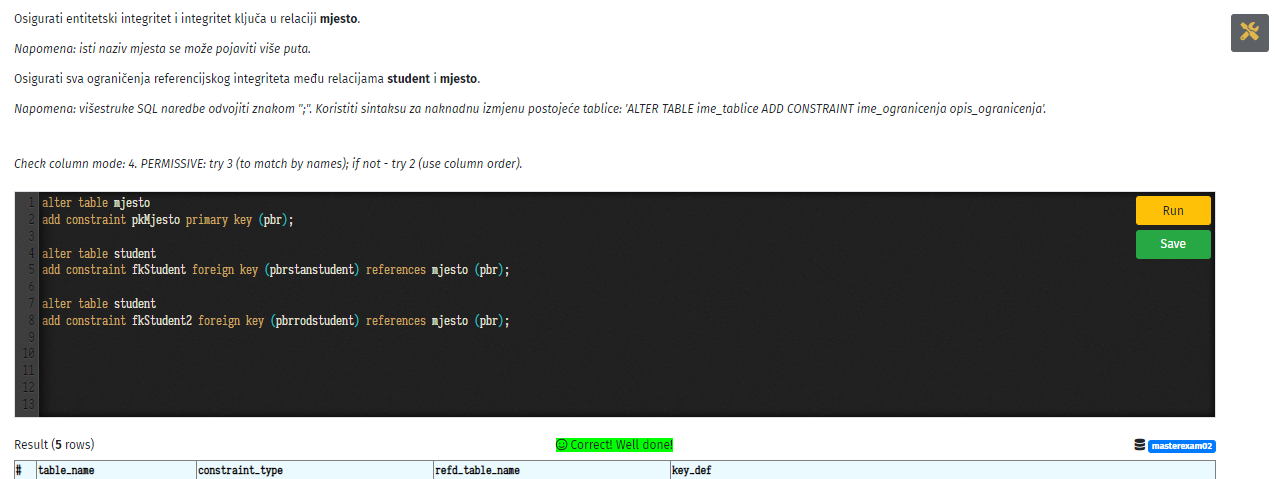 Osigurati entitetski integritet i integritet ključa u relaciji mjesto.
Napomena: isti naziv mjesta se može pojaviti više puta.
Osigurati sva ograničenja referencijskog integriteta među relacijama student i mjesto.
Napomena: višestruke SQL naredbe odvojiti znakom ";". Koristiti sintaksu za naknadnu izmjenu postojeće tablice: 'ALTER TABLE ime_tablice ADD CONSTRAINT ime_ogranicenja opis_ogranicenja'.
Check column mode: 4. PERMISSIVE: try 3 (to match by names); if not - try 2 (use column order).
1 alter table mjesto
2 add constraint pkMjesto primary key (pbr);
3
4 alter table student
5 add constraint fkStudent foreign key (pbrstanstudent) references mjesto (pbr);
6
7 alter table student
8 add constraint fkStudent2 foreign key (pbrrodstudent) references mjesto (pbr);
9
10
11
12
13
Run
Save
Result (5 rows)
Correct! Well done!
masterexam02
# table_name constraint_type refd_table_name key_def